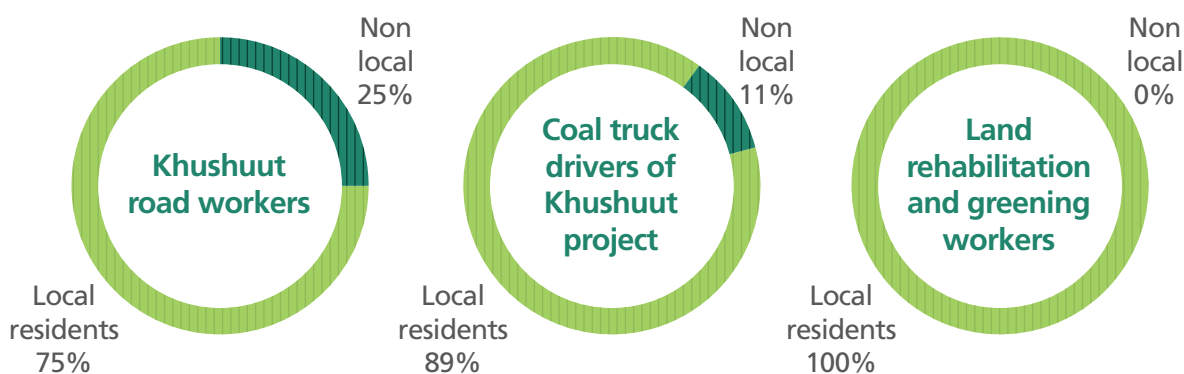 Non
local
25%
Khushuut
road workers
Local
residents
75%
Non
local
11%
Coal truck
drivers of
Khushuut
project
Local
residents
89%
Non
local
0%
Land
rehabilitation
and greening
workers
Local
residents
100%